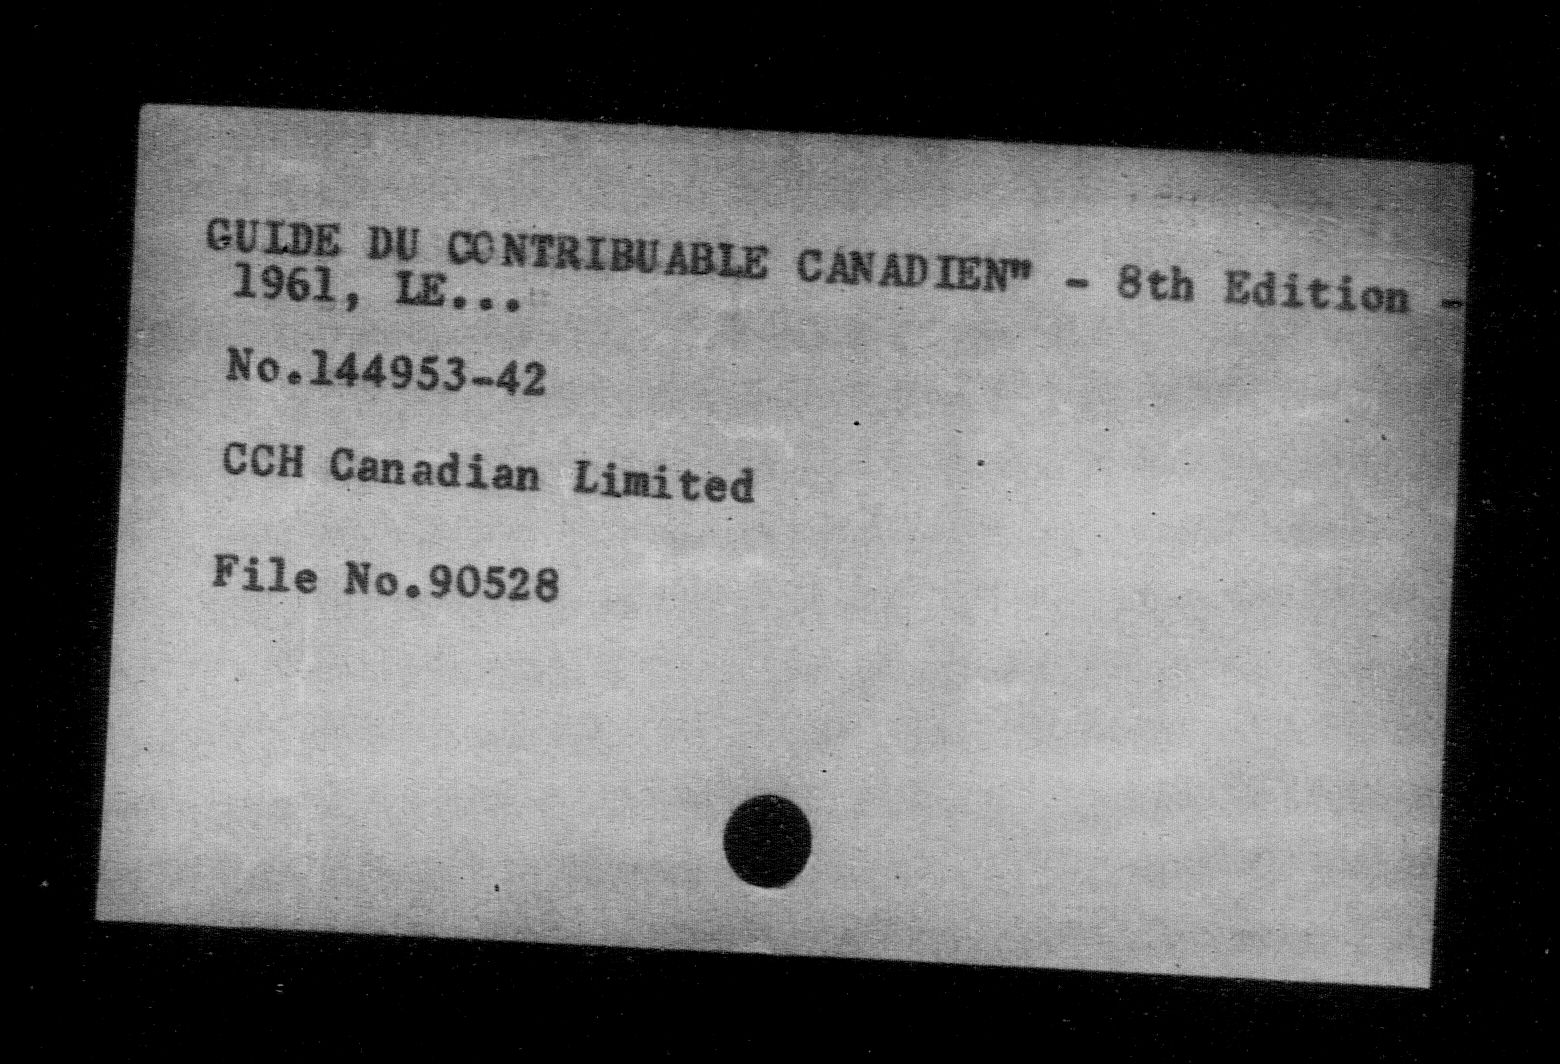 GUIDE DU CONTRIBUABLE CANADIEN" - 8th Edition -
1961, LE...
No.144953-42
CCH Canadian Limited
File No.90528